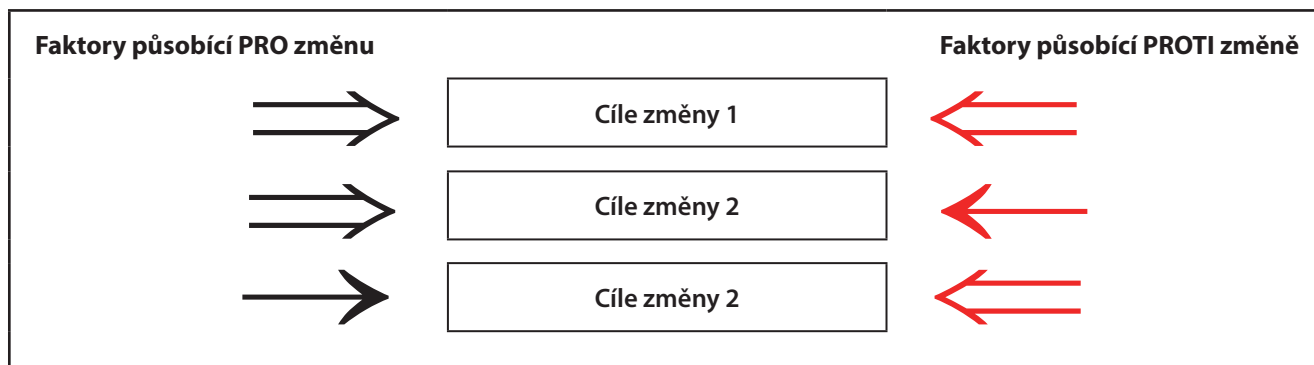 Faktory působící PRO změnu
Faktory působící PROTI změně
Cíle změny 1
Cíle změny 2
Cíle změny 2